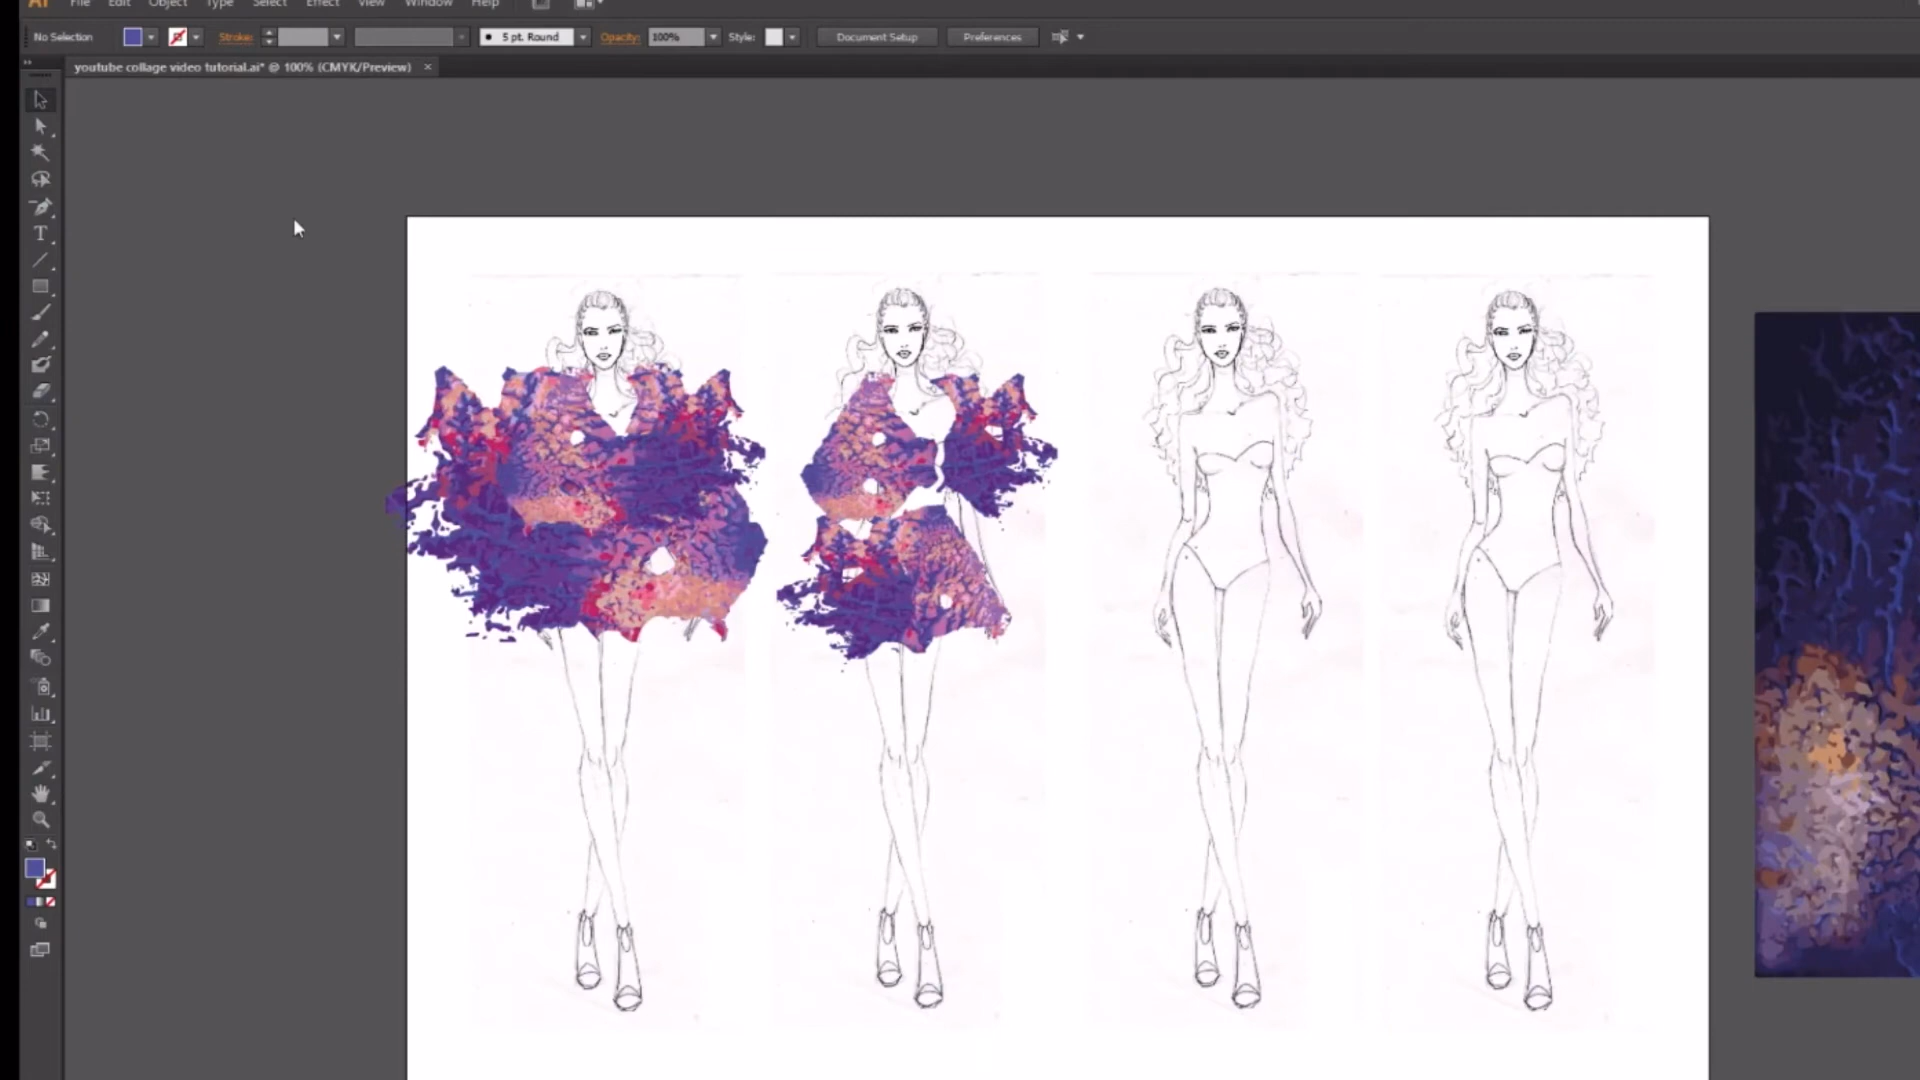 Ai File Edit Object Type Select Effect View Window Help
No Selection Stroke: 5 pt. Round Opacity: 100% Style: Document Setup Preferences
youtube collage video tutorial.ai* @ 100% (CMYK/Preview) ×